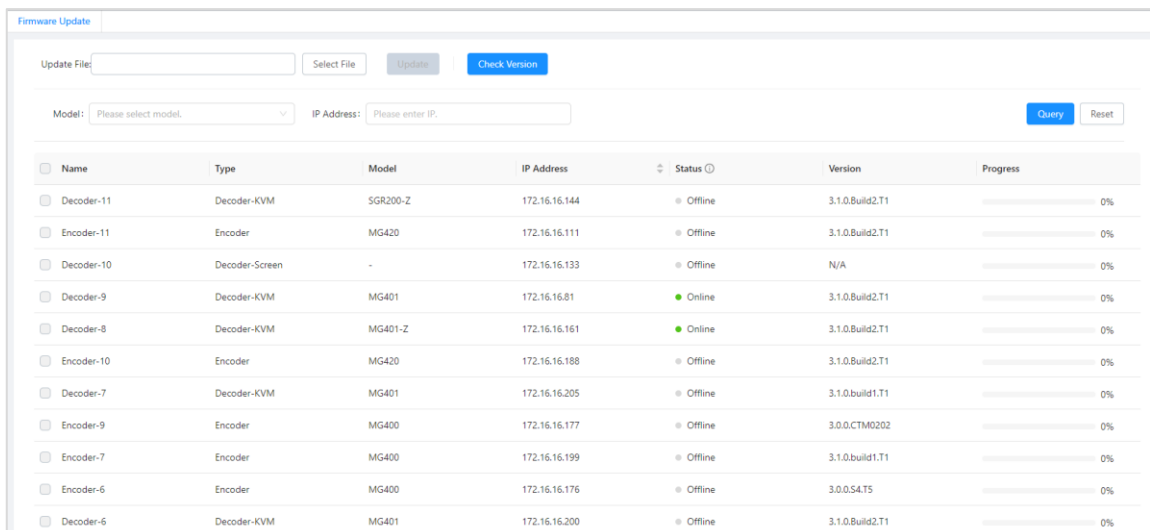 Firmware Update
Update File: Select File Update Check Version
Model: Please select model. IP Address: Please enter IP. Query Reset
Name Type Model IP Address Status Version Progress
Decoder-11 Decoder-KVM SGR200-Z 172.16.16.144 Offline 3.1.0.Build2.T1 0%
Encoder-11 Encoder MG420 172.16.16.111 Offline 3.1.0.Build2.T1 0%
Decoder-10 Decoder-Screen - 172.16.16.133 Offline N/A 0%
Decoder-9 Decoder-KVM MG401 172.16.16.81 Online 3.1.0.Build2.T1 0%
Decoder-8 Decoder-KVM MG401-Z 172.16.16.161 Online 3.1.0.Build2.T1 0%
Encoder-10 Encoder MG420 172.16.16.188 Offline 3.1.0.Build2.T1 0%
Decoder-7 Decoder-KVM MG401 172.16.16.205 Offline 3.1.0.build1.T1 0%
Encoder-9 Encoder MG400 172.16.16.177 Offline 3.0.0.CTM0202 0%
Encoder-7 Encoder MG400 172.16.16.199 Offline 3.1.0.build1.T1 0%
Encoder-6 Encoder MG400 172.16.16.176 Offline 3.0.0.S4.T5 0%
Decoder-6 Decoder-KVM MG401 172.16.16.200 Offline 3.1.0.Build2.T1 0%